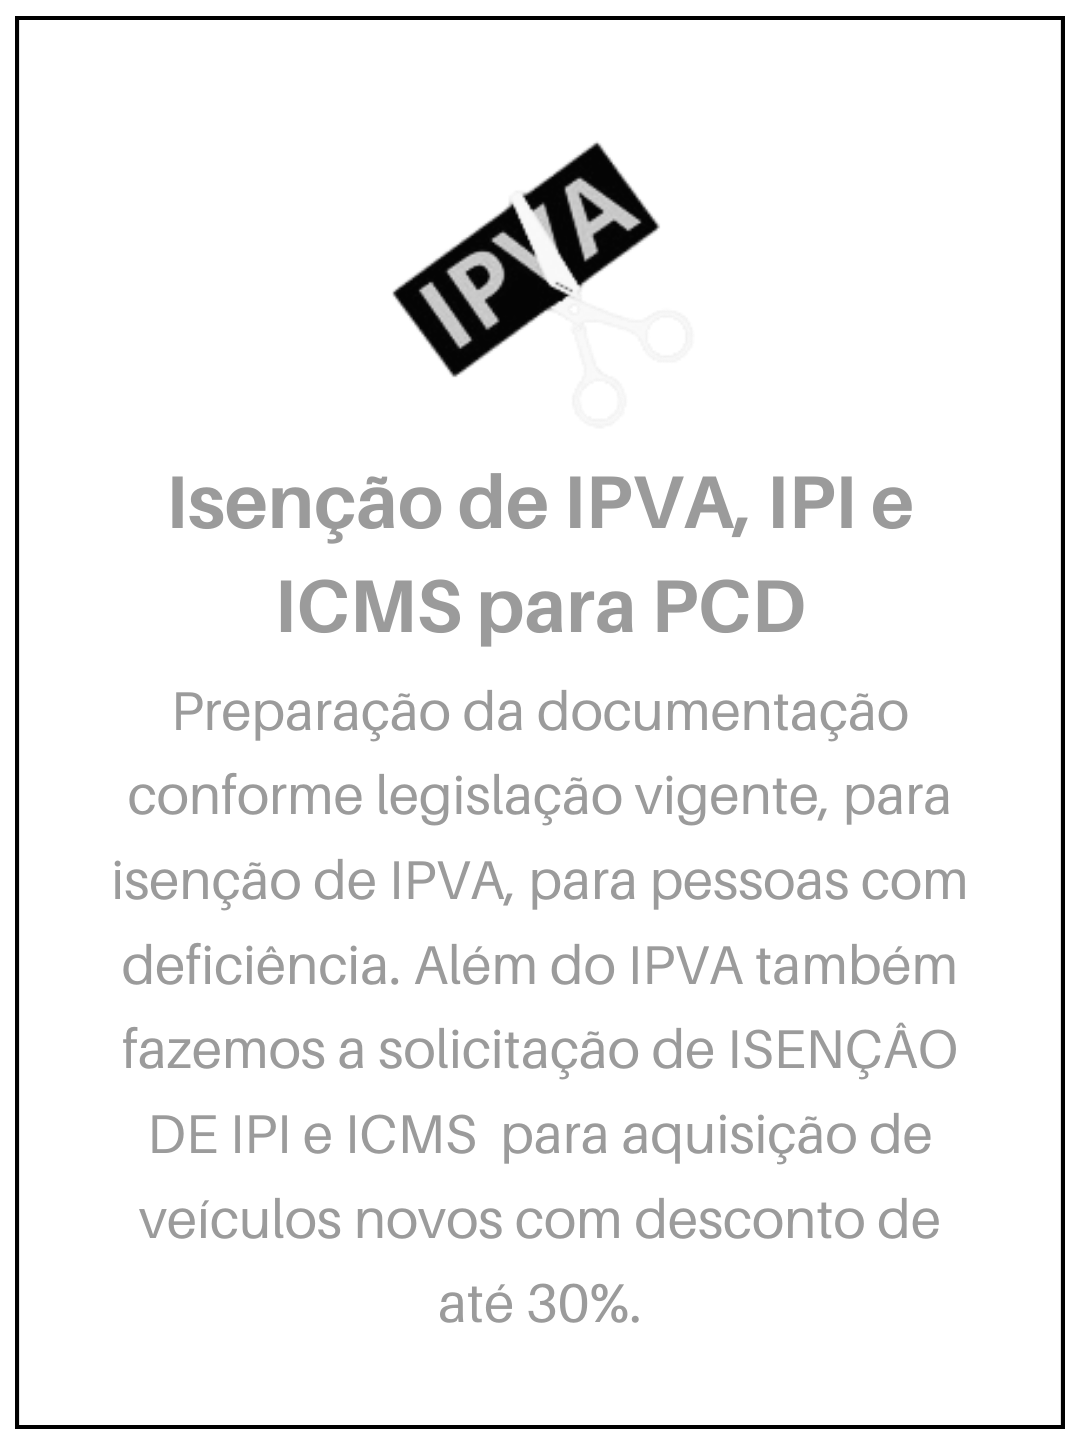 IPVA
Isenção de IPVA, IPI e
ICMS para PCD
Preparação da documentação
conforme legislação vigente, para
isenção de IPVA, para pessoas com
deficiência. Além do IPVA também
fazemos a solicitação de ISENÇÂO
DE IPI e ICMS  para aquisição de
veículos novos com desconto de
até 30%.